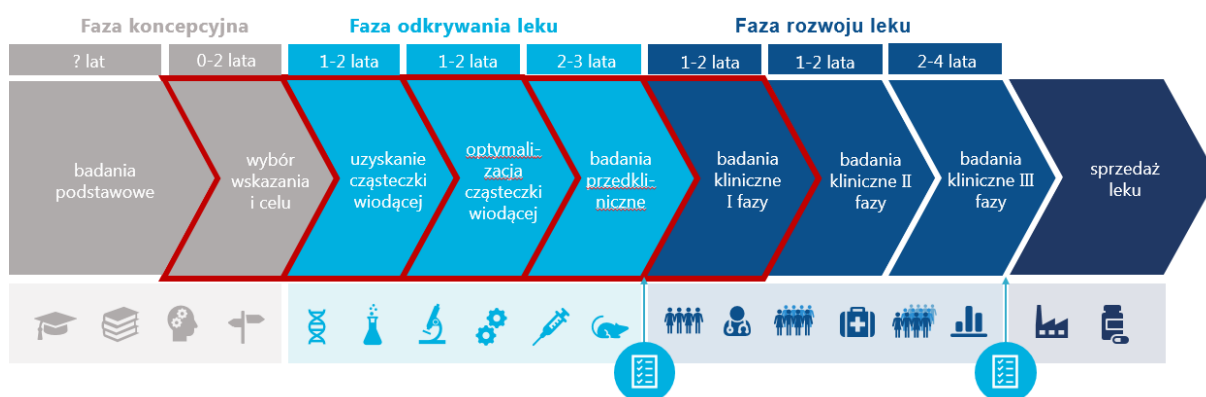 Faza koncepcyjna
Faza odkrywania leku
Faza rozwoju leku
? lat
0-2 lata
1-2 lata
1-2 lata
2-3 lata
1-2 lata
1-2 lata
2-4 lata
badania
podstawowe
wybór
wskazania
i celu
uzyskanie
cząsteczki
wiodącej
optymali-
zacja
cząsteczki
wiodącej
badania
przedkli-
niczne
badania
kliniczne
I fazy
badania
kliniczne II
fazy
badania
kliniczne III
fazy
sprzedaż
leku